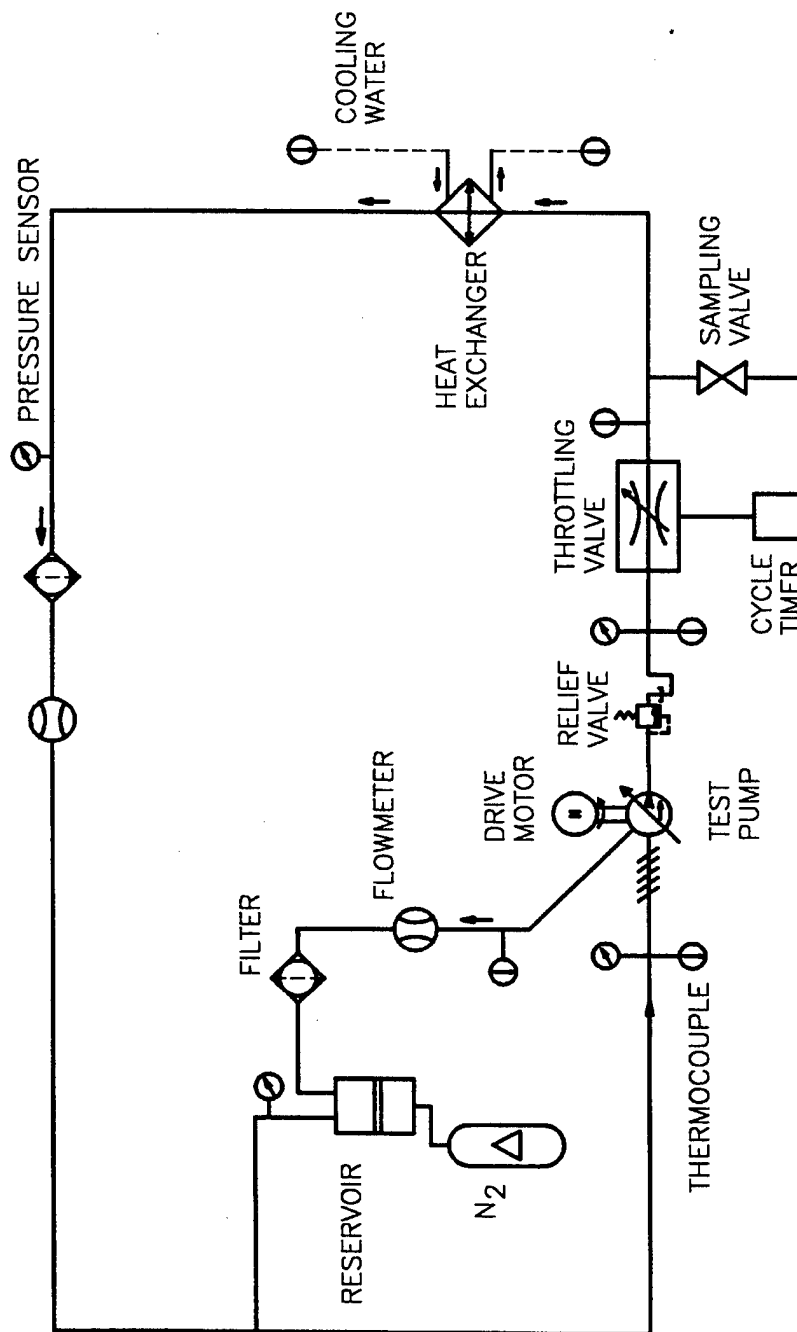 PRESSURE SENSOR
COOLING
WATER
HEAT
EXCHANGER
SAMPLING
VALVE
THROTTLING
VALVE
CYCLE
TIMER
RELIEF
VALVE
DRIVE
MOTOR
M
TEST
PUMP
FLOWMETER
FILTER
THERMOCOUPLE
RESERVOIR
N2